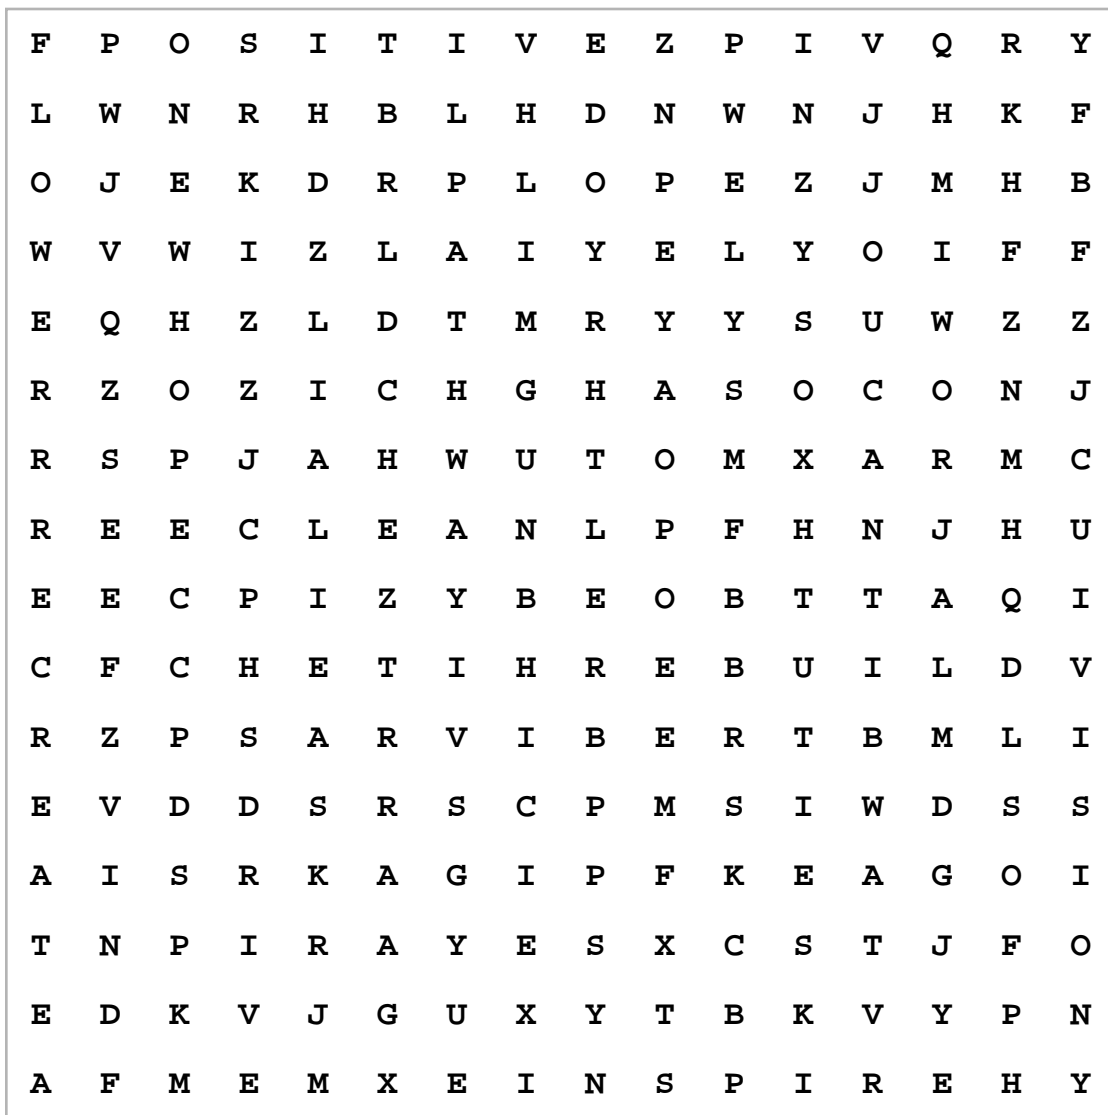 F P O S I T I V E Z P I V Q R Y
L W N R H B L H D N W N J H K F
O J E K D R P L O P E Z J M H B
W V W I Z L A I Y E L Y O I F F
E Q H Z L D T M R Y Y S U W Z Z
R Z O Z I C H G H A S O C O N J
R S P J A H W U T O M X A R M C
R E E C L E A N L P F H N J H U
E E C P I Z Y B E O B T T A Q I
C F C H E T I H R E B U I L D V
R Z P S A R V I B E R T B M L I
E V D D S R S C P M S I W D S S
A I S R K A G I P F K E A G O I
T N P I R A Y E S X C S T J F O
E D K V J G U X Y T B K V Y P N
A F M E M X E I N S P I R E H Y